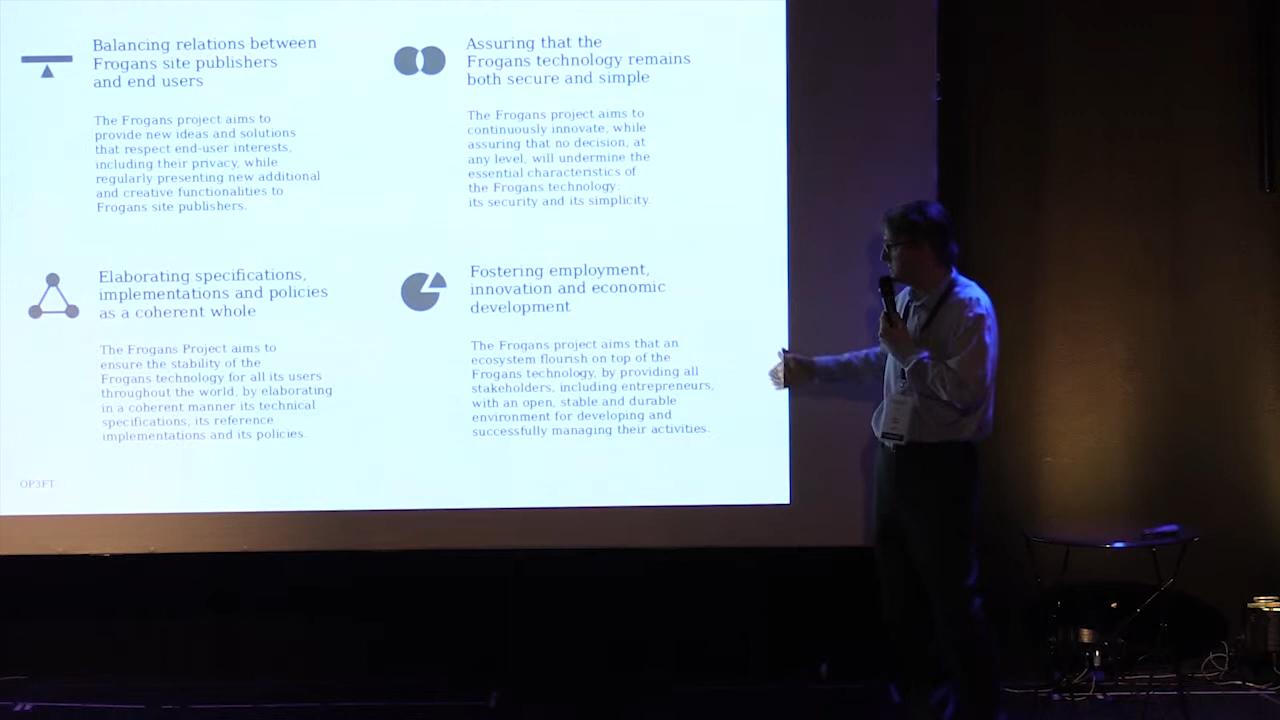 Balancing relations between
Frogans site publishers
and end users
The Frogans project aims to
provide new ideas and solutions
that respect end-user interests,
including their privacy, while
regularly presenting new additional
and creative functionalities to
Frogans site publishers.
Assuring that the
Frogans technology remains
both secure and simple
The Frogans project aims to
continuously innovate, while
assuring that no decision, at
any level, will undermine the
essential characteristics of
the Frogans technology:
its security and its simplicity.
Elaborating specifications,
implementations and policies
as a coherent whole
The Frogans Project aims to
ensure the stability of the
Frogans technology for all its users
throughout the world, by elaborating
in a coherent manner its technical
specifications, its reference
implementations and its policies.
Fostering employment,
innovation and economic
development
The Frogans project aims that an
ecosystem flourish on top of the
Frogans technology, by providing all
stakeholders, including entrepreneurs,
with an open, stable and durable
environment for developing and
successfully managing their activities.
OP3FT